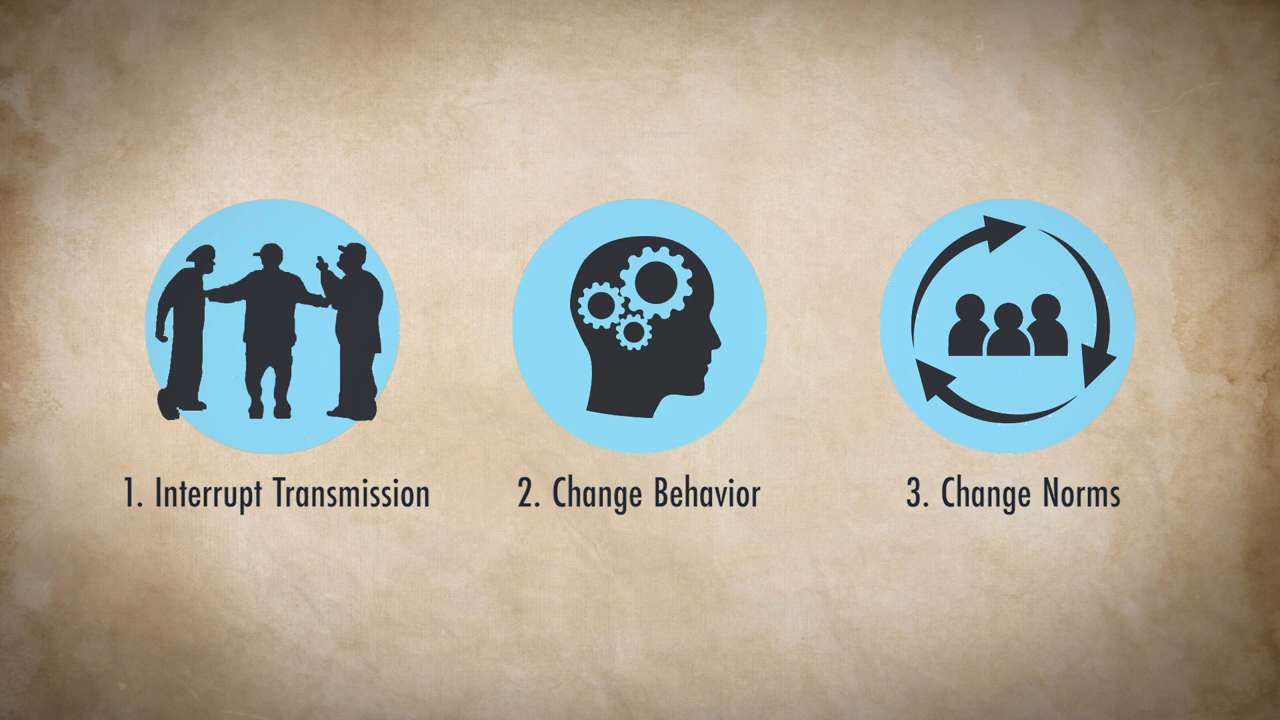 1. Interrupt Transmission
2. Change Behavior
3. Change Norms